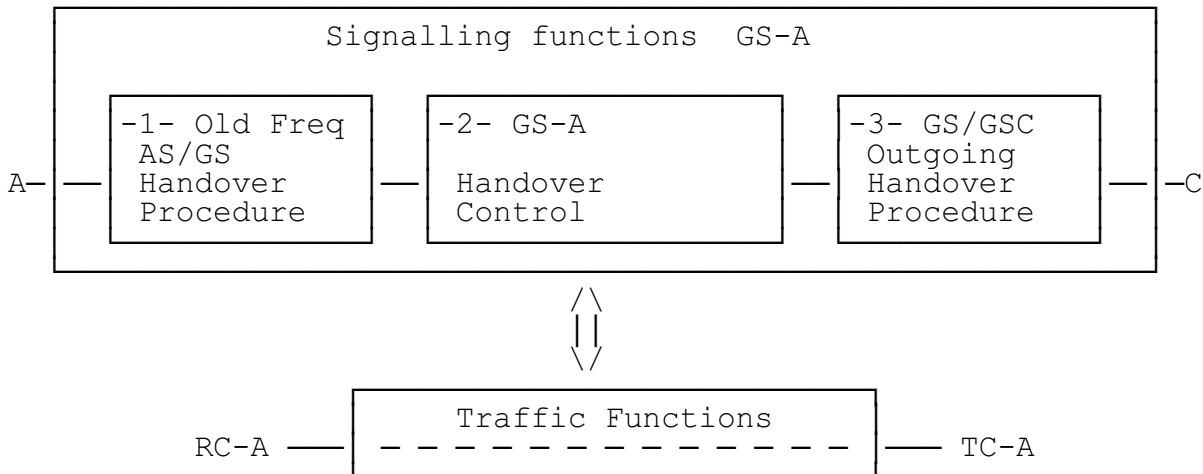 Signalling functions GS-A
-1- Old Freq
AS/GS
Handover
Procedure
-2- GS-A
Handover
Control
-3- GS/GSC
Outgoing
Handover
Procedure
A
C
Traffic Functions
RC-A
TC-A